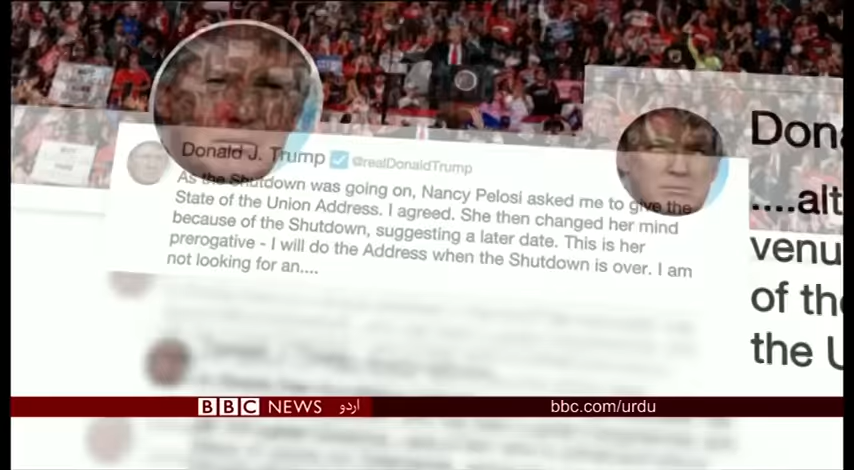 Donald J. Trump @realDonaldTrump
As the Shutdown was going on, Nancy Pelosi asked me to give the
State of the Union Address. I agreed. She then changed her mind
because of the Shutdown, suggesting a later date. This is her
prerogative - I will do the Address when the Shutdown is over. I am
not looking for an....
Don
....alt
venu
of th
the U
BBC NEWS اردو
bbc.com/urdu